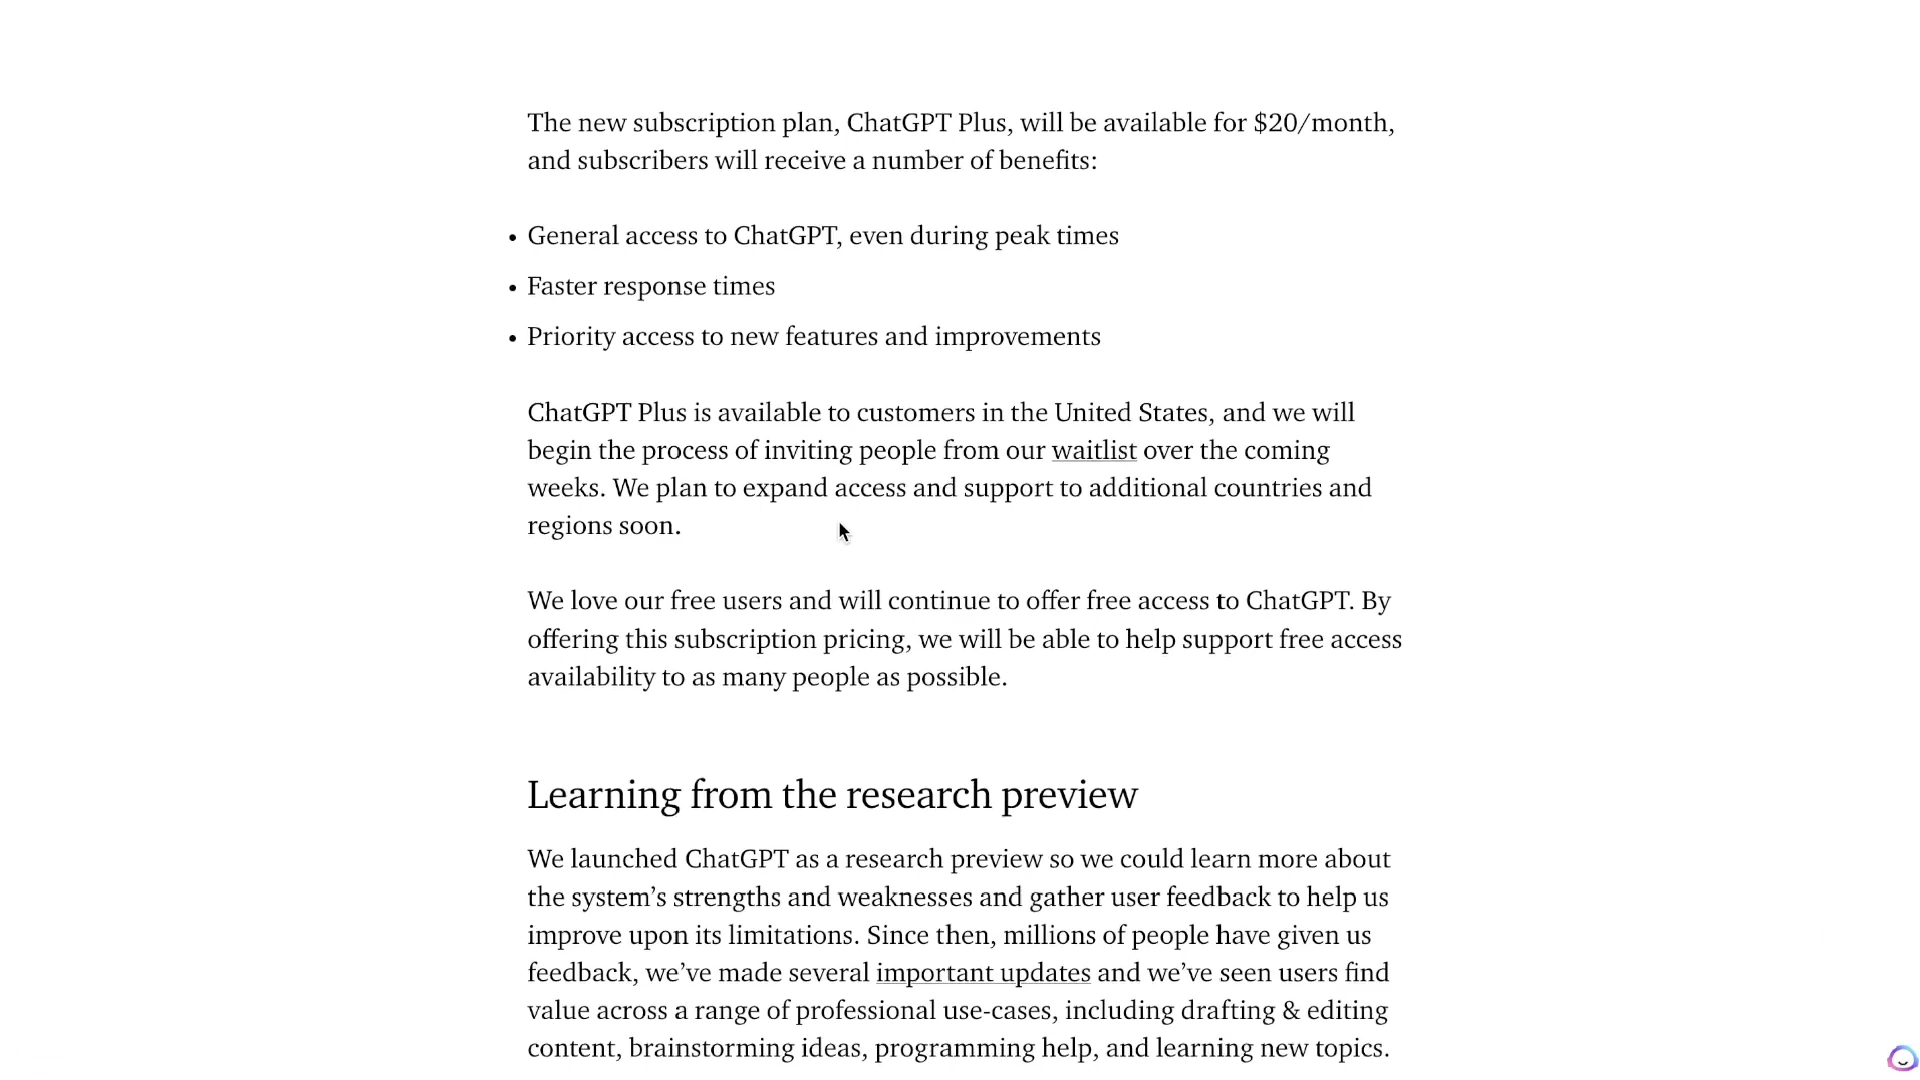 The new subscription plan, ChatGPT Plus, will be available for $20/month,
and subscribers will receive a number of benefits:
• General access to ChatGPT, even during peak times
• Faster response times
• Priority access to new features and improvements
ChatGPT Plus is available to customers in the United States, and we will
begin the process of inviting people from our waitlist over the coming
weeks. We plan to expand access and support to additional countries and
regions soon.
We love our free users and will continue to offer free access to ChatGPT. By
offering this subscription pricing, we will be able to help support free access
availability to as many people as possible.
Learning from the research preview
We launched ChatGPT as a research preview so we could learn more about
the system’s strengths and weaknesses and gather user feedback to help us
improve upon its limitations. Since then, millions of people have given us
feedback, we’ve made several important updates and we’ve seen users find
value across a range of professional use-cases, including drafting & editing
content, brainstorming ideas, programming help, and learning new topics.